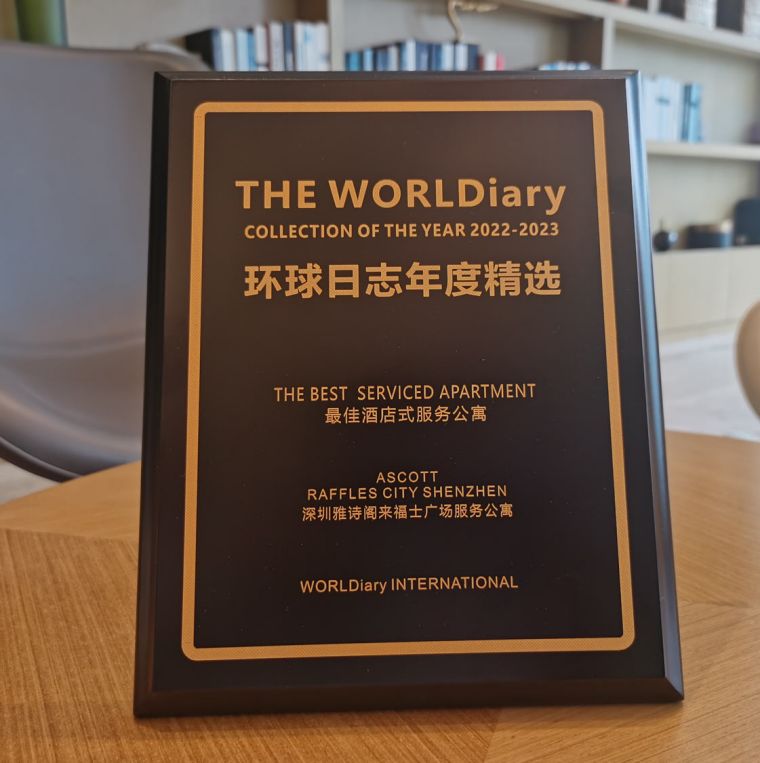 THE WORLDiary
COLLECTION OF THE YEAR 2022-2023
环球日志年度精选
THE BEST SERVICED APARTMENT
最佳酒店式服务公寓
ASCOTT
RAFFLES CITY SHENZHEN
深圳雅诗阁来福士广场服务公寓
WORLDiary INTERNATIONAL